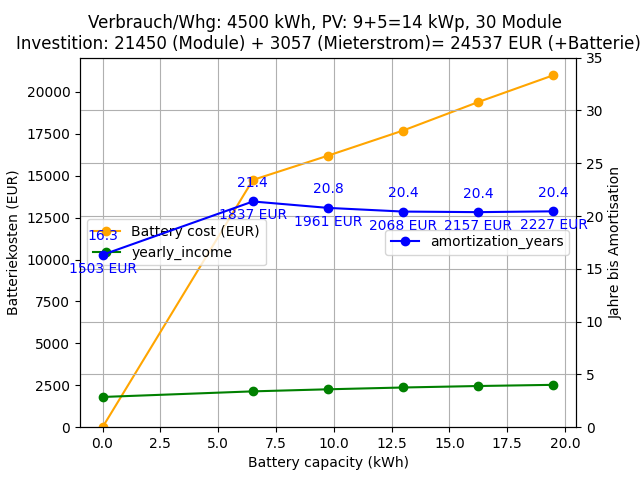 Verbrauch/Whg: 4500 kWh, PV: 9+5=14 kWp, 30 Module
Investition: 21450 (Module) + 3057 (Mieterstrom)= 24537 EUR (+Batterie)
Batteriekosten (EUR)
20000
17500
15000
12500
10000
7500
5000
2500
0
35
30
25
20
15
10
5
0
Jahre bis Amortisation
16.3
1503 EUR
21.4
1837 EUR
20.8
1961 EUR
20.4
2068 EUR
20.4
2157 EUR
20.4
2227 EUR
Battery cost (EUR)
yearly_income
amortization_years
0.0 2.5 5.0 7.5 10.0 12.5 15.0 17.5 20.0
Battery capacity (kWh)